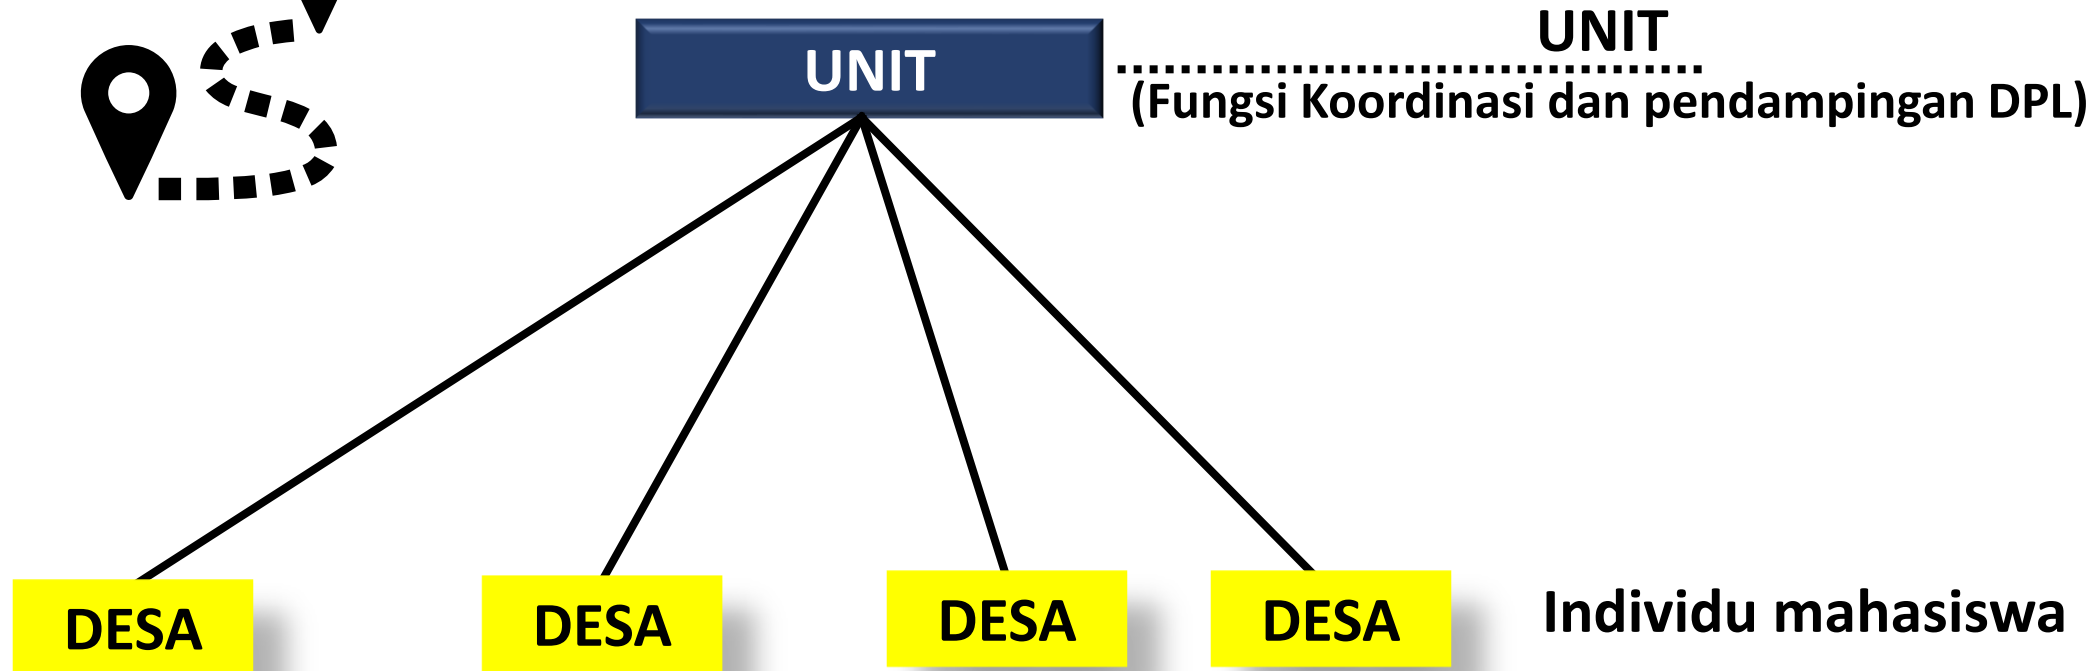 UNIT
UNIT
(Fungsi Koordinasi dan pendampingan DPL)
DESA
DESA
DESA
DESA
Individu mahasiswa